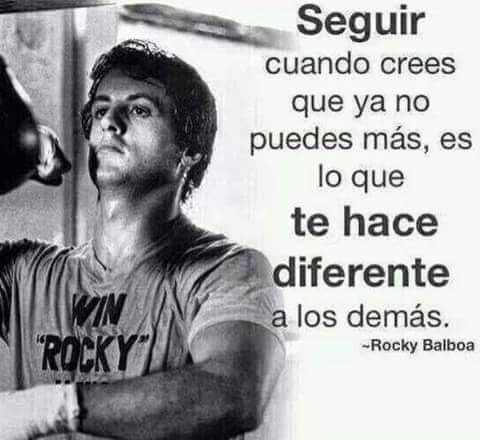 Seguir
cuando crees
que ya no
puedes más, es
lo que
te hace
diferente
a los demás.
~Rocky Balboa
WIN
"ROCKY"